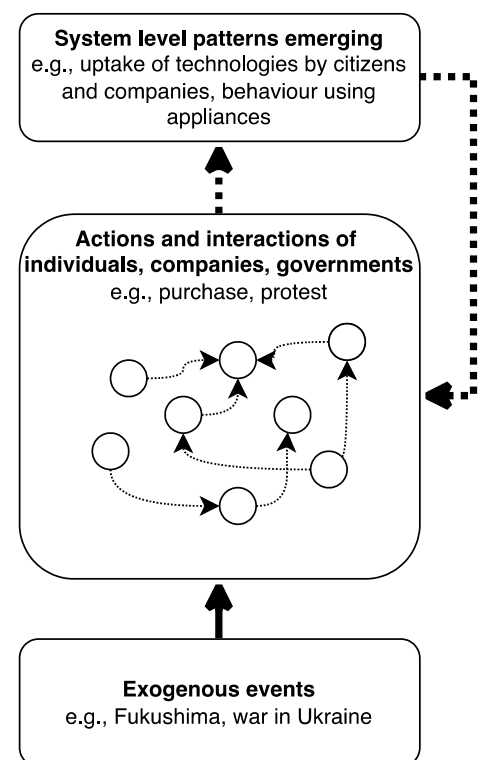 System level patterns emerging
e.g., uptake of technologies by citizens
and companies, behaviour using
appliances
Actions and interactions of
individuals, companies, governments
e.g., purchase, protest
Exogenous events
e.g., Fukushima, war in Ukraine